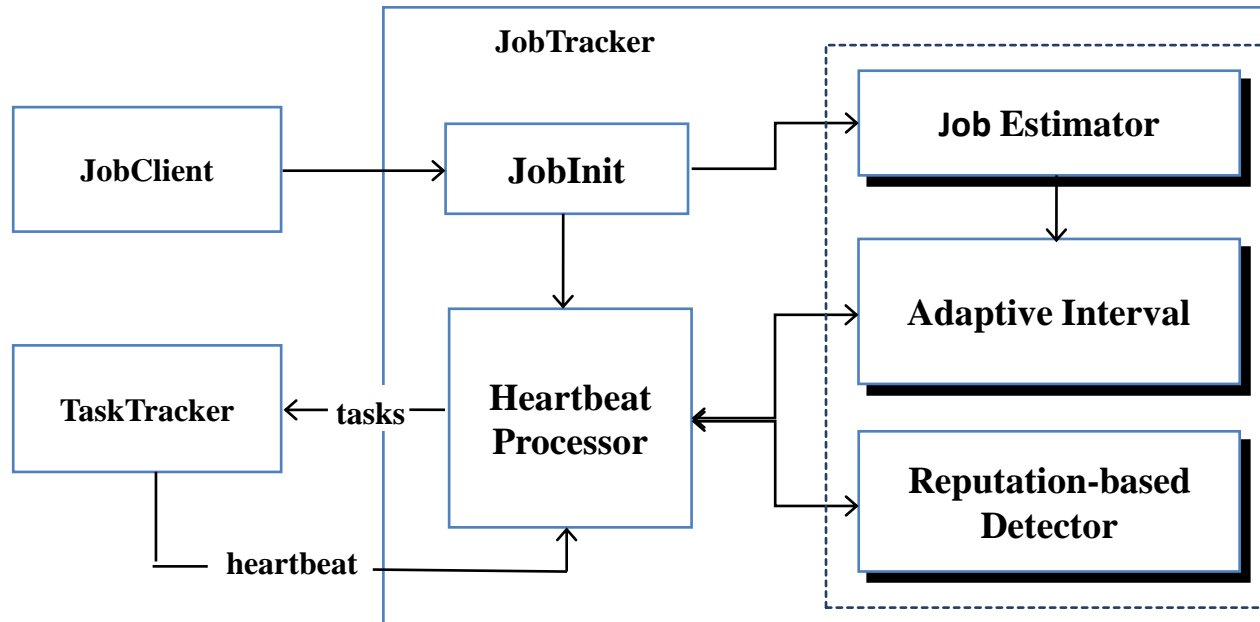 JobTracker
JobClient
JobInit
Job Estimator
Adaptive Interval
TaskTracker
tasks
Heartbeat
Processor
Reputation-based
Detector
heartbeat